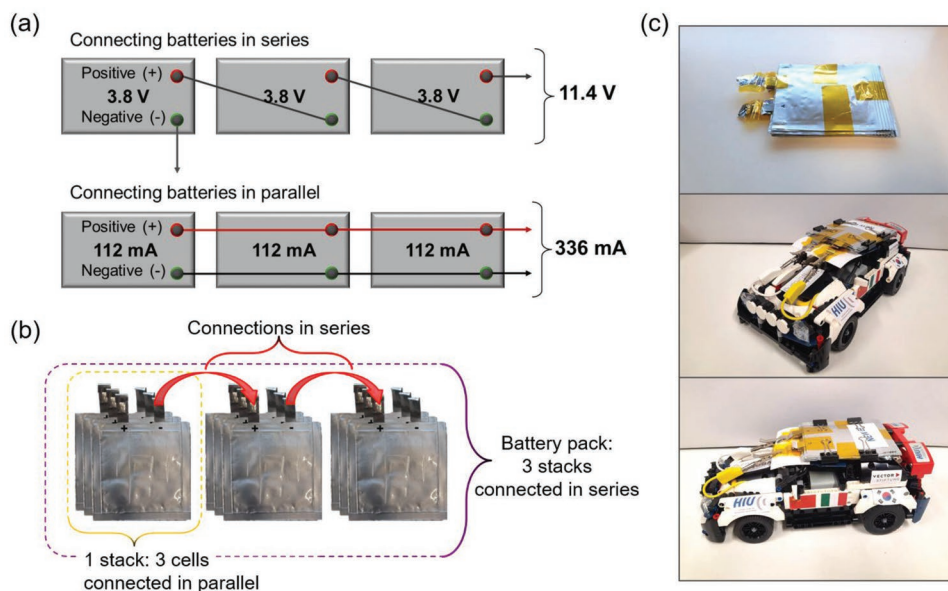 (a)
Connecting batteries in series
Positive (+)
3.8 V
Negative (-)
3.8 V
3.8 V
11.4 V
Connecting batteries in parallel
Positive (+)
112 mA
Negative (-)
112 mA
112 mA
336 mA
(b)
Connections in series
+ -
+ -
+
Battery pack:
3 stacks
connected in series
1 stack: 3 cells
connected in parallel
(c)
HIU
HIU
VECTOR R
HIU